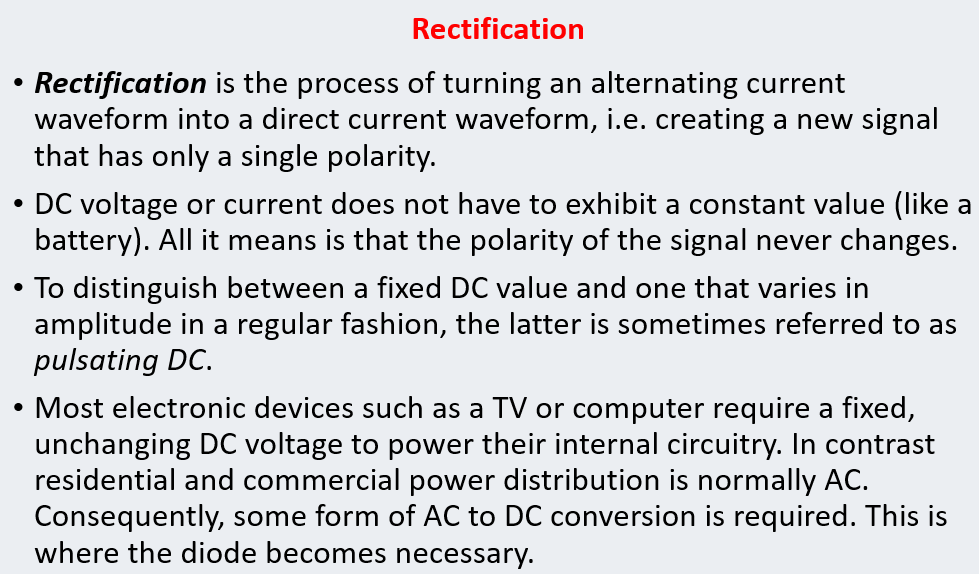 Rectification
• Rectification is the process of turning an alternating current
waveform into a direct current waveform, i.e. creating a new signal
that has only a single polarity.
• DC voltage or current does not have to exhibit a constant value (like a
battery). All it means is that the polarity of the signal never changes.
• To distinguish between a fixed DC value and one that varies in
amplitude in a regular fashion, the latter is sometimes referred to as
pulsating DC.
• Most electronic devices such as a TV or computer require a fixed,
unchanging DC voltage to power their internal circuitry. In contrast
residential and commercial power distribution is normally AC.
Consequently, some form of AC to DC conversion is required. This is
where the diode becomes necessary.